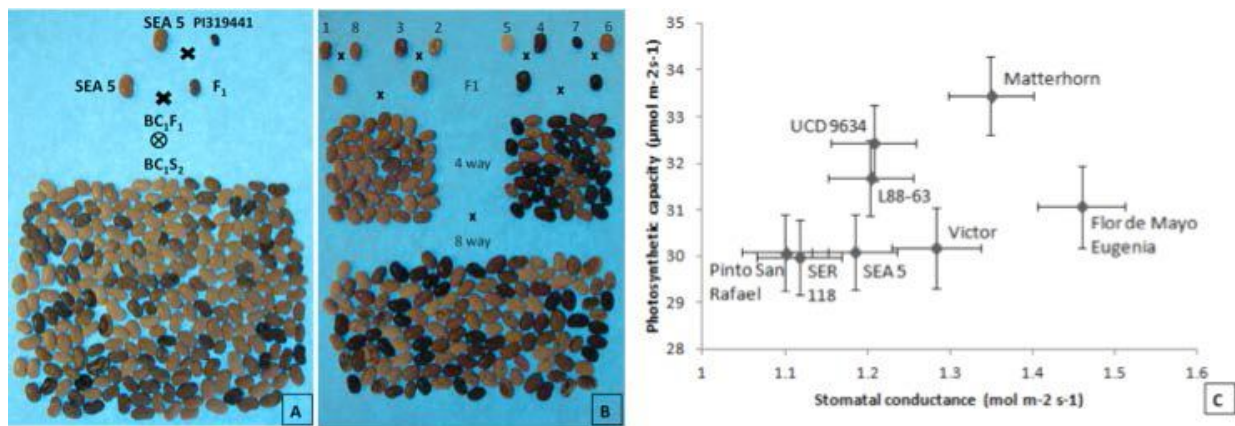 SEA 5 PI319441
SEA 5
F₁
BC₁F₁
BC₁S₂
A
1 8 3 2 5 4 7 6
x x x x
F1
x x
4 way
x
8 way
B
Photosynthetic capacity (µmol m-2s-1)
35
34
33
32
31
30
29
28
Matterhorn
UCD 9634
L88-63
Victor
Flor de Mayo
Eugenia
Pinto San
Rafael
SER
118
SEA 5
1 1.1 1.2 1.3 1.4 1.5 1.6
Stomatal conductance (mol m-2 s-1)
C